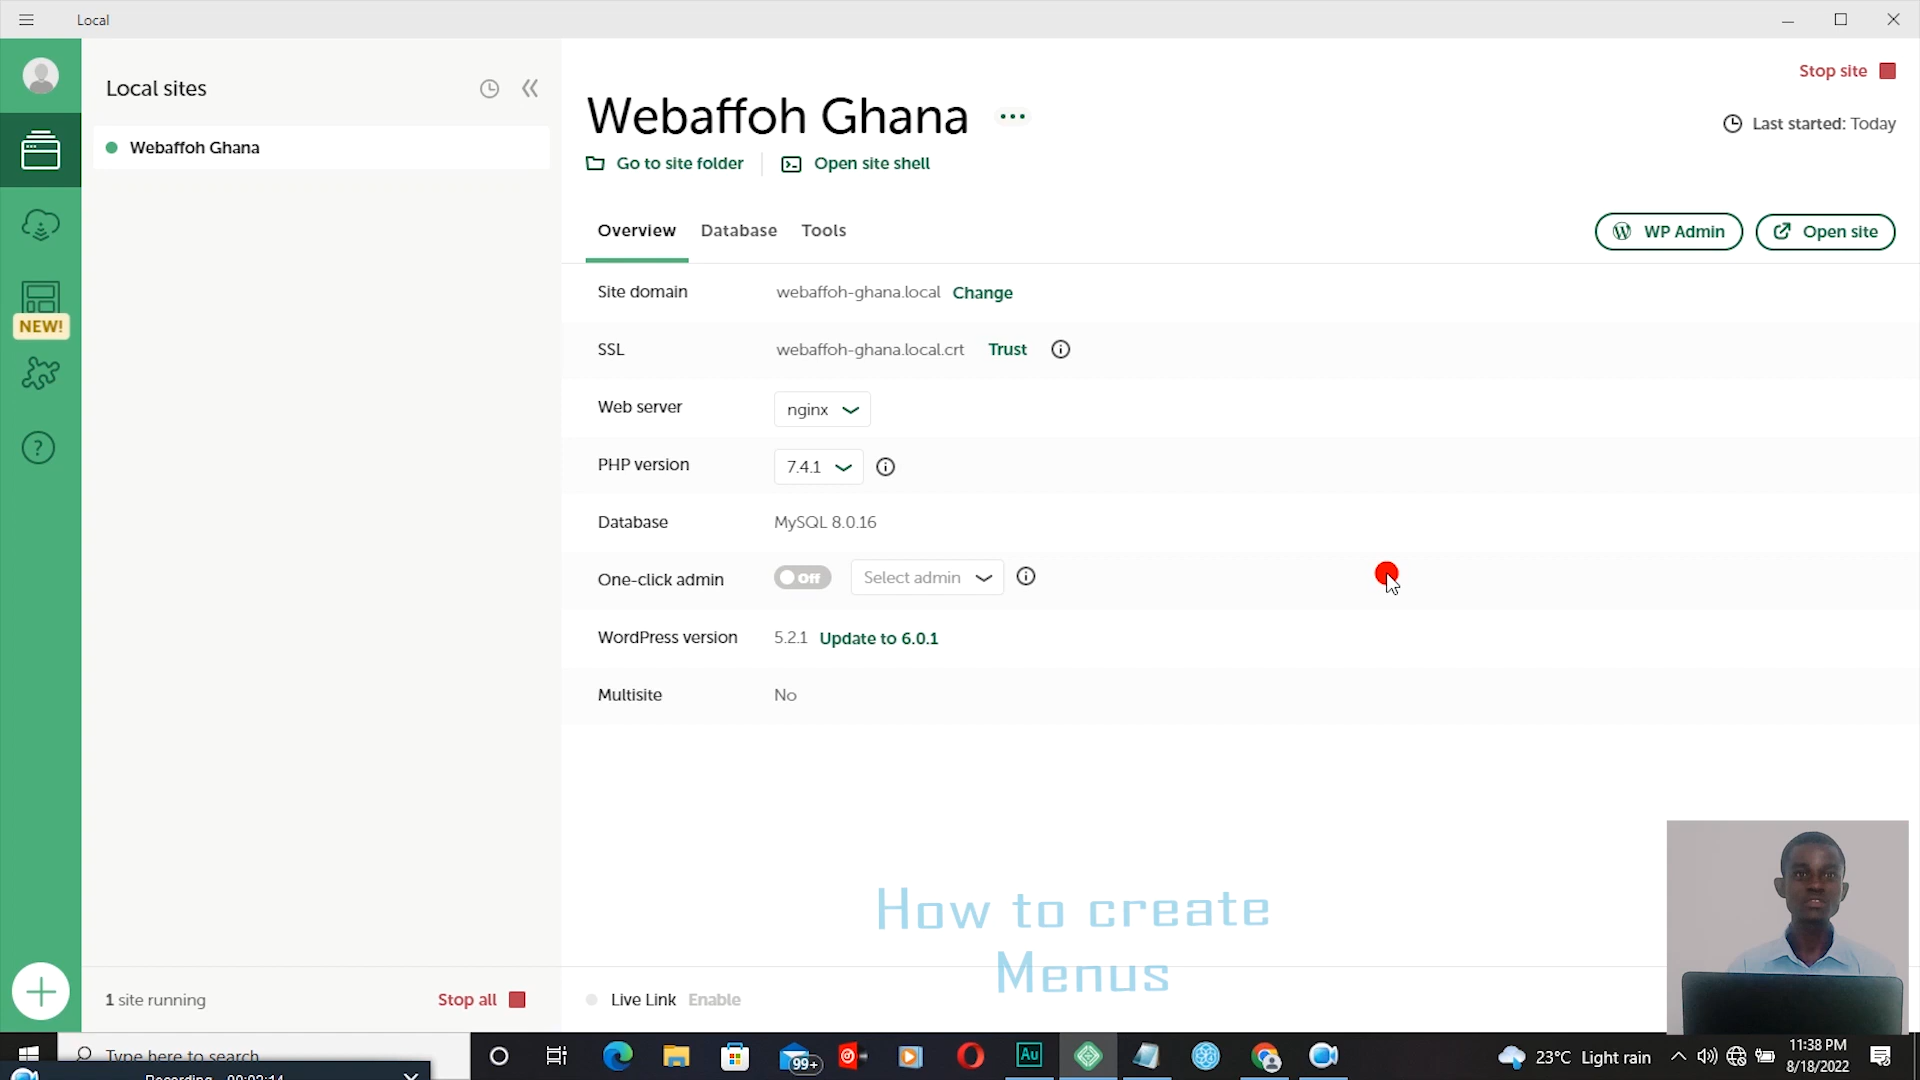 Local
Local sites
Webaffoh Ghana
NEW!
1 site running
Stop all
Stop site
Webaffoh Ghana
Last started: Today
Go to site folder
Open site shell
Overview Database Tools
WP Admin
Open site
Site domain webaffoh-ghana.local Change
SSL webaffoh-ghana.local.crt Trust
Web server nginx
PHP version 7.4.1
Database MySQL 8.0.16
One-click admin Off Select admin
WordPress version 5.2.1 Update to 6.0.1
Multisite No
How to create
Menus
Live Link Enable
Type here to search
Recording 00:02:14
99+
Au
23°C Light rain
11:38 PM
8/18/2022